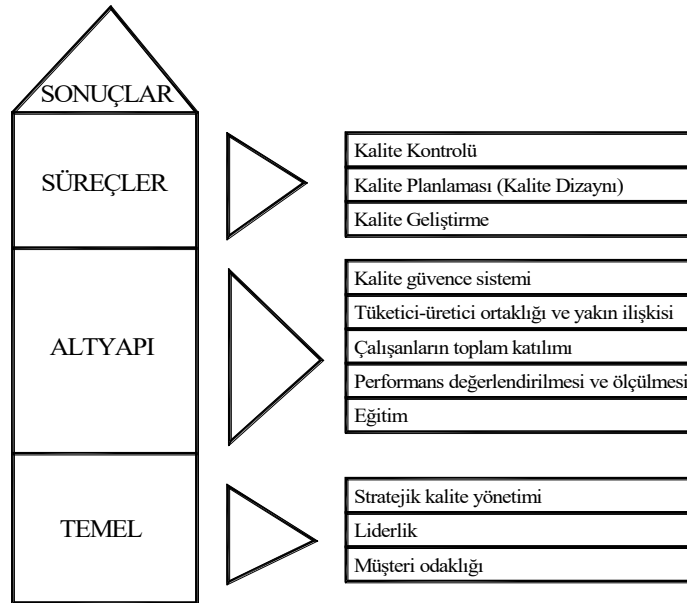 SONUÇLAR
SÜREÇLER
Kalite Kontrolü
Kalite Planlaması (Kalite Dizaynı)
Kalite Geliştirme
ALTYAPI
Kalite güvence sistemi
Tüketici-üretici ortaklığı ve yakın ilişkisi
Çalışanların toplam katılımı
Performans değerlendirilmesi ve ölçülmesi
Eğitim
TEMEL
Stratejik kalite yönetimi
Liderlik
Müşteri odaklığı